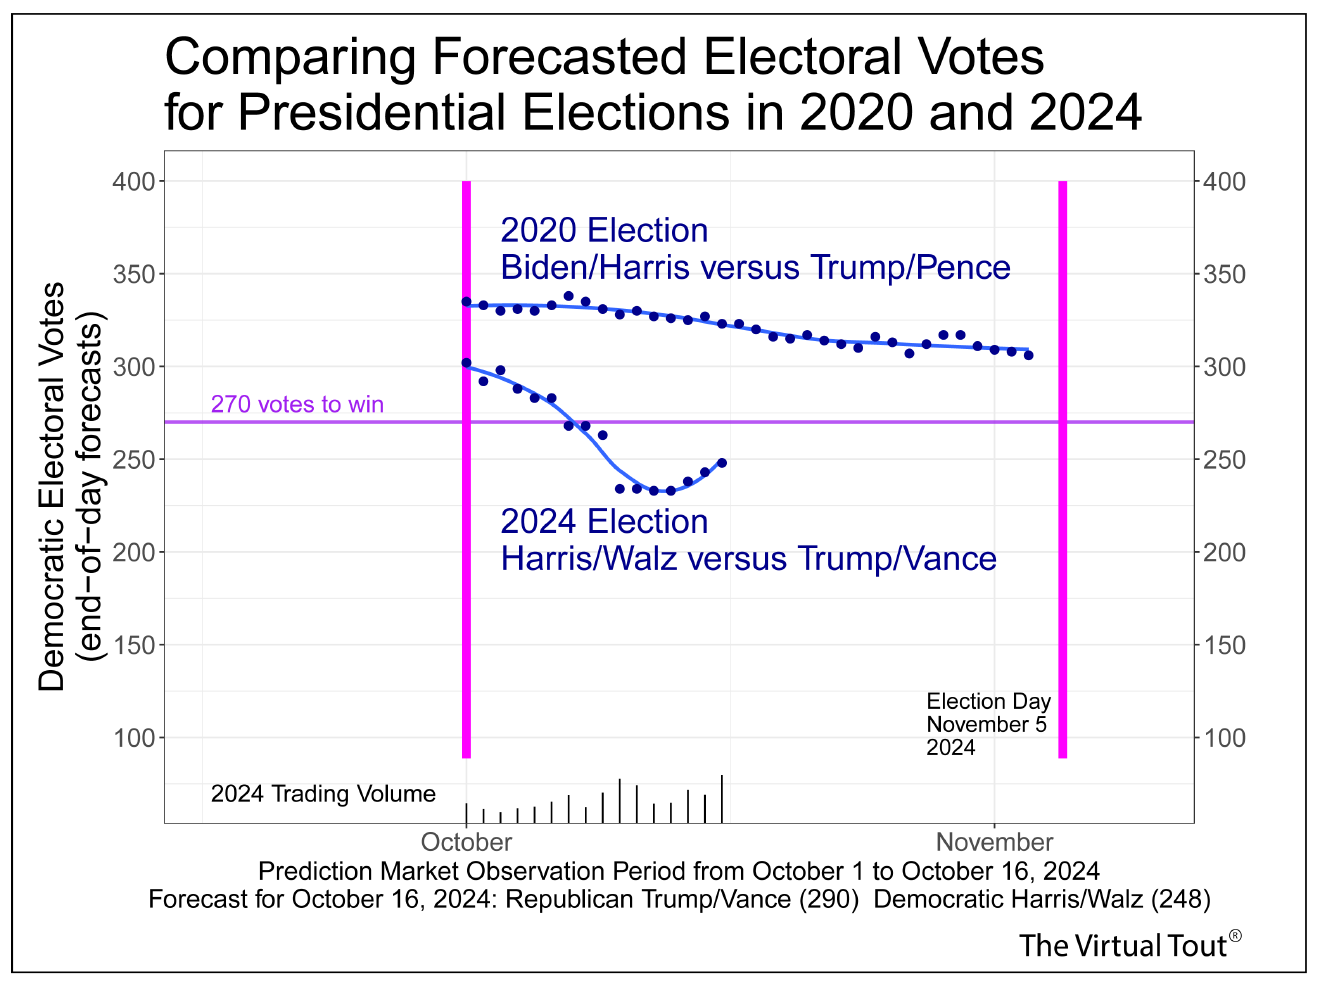 Comparing Forecasted Electoral Votes
for Presidential Elections in 2020 and 2024
Democratic Electoral Votes
(end−of−day forecasts)
400
350
300
250
200
150
100
400
350
300
250
200
150
100
2020 Election
Biden/Harris versus Trump/Pence
270 votes to win
2024 Election
Harris/Walz versus Trump/Vance
Election Day
November 5
2024
2024 Trading Volume
October
November
Prediction Market Observation Period from October 1 to October 16, 2024
Forecast for October 16, 2024: Republican Trump/Vance (290)  Democratic Harris/Walz (248)
The Virtual Tout®